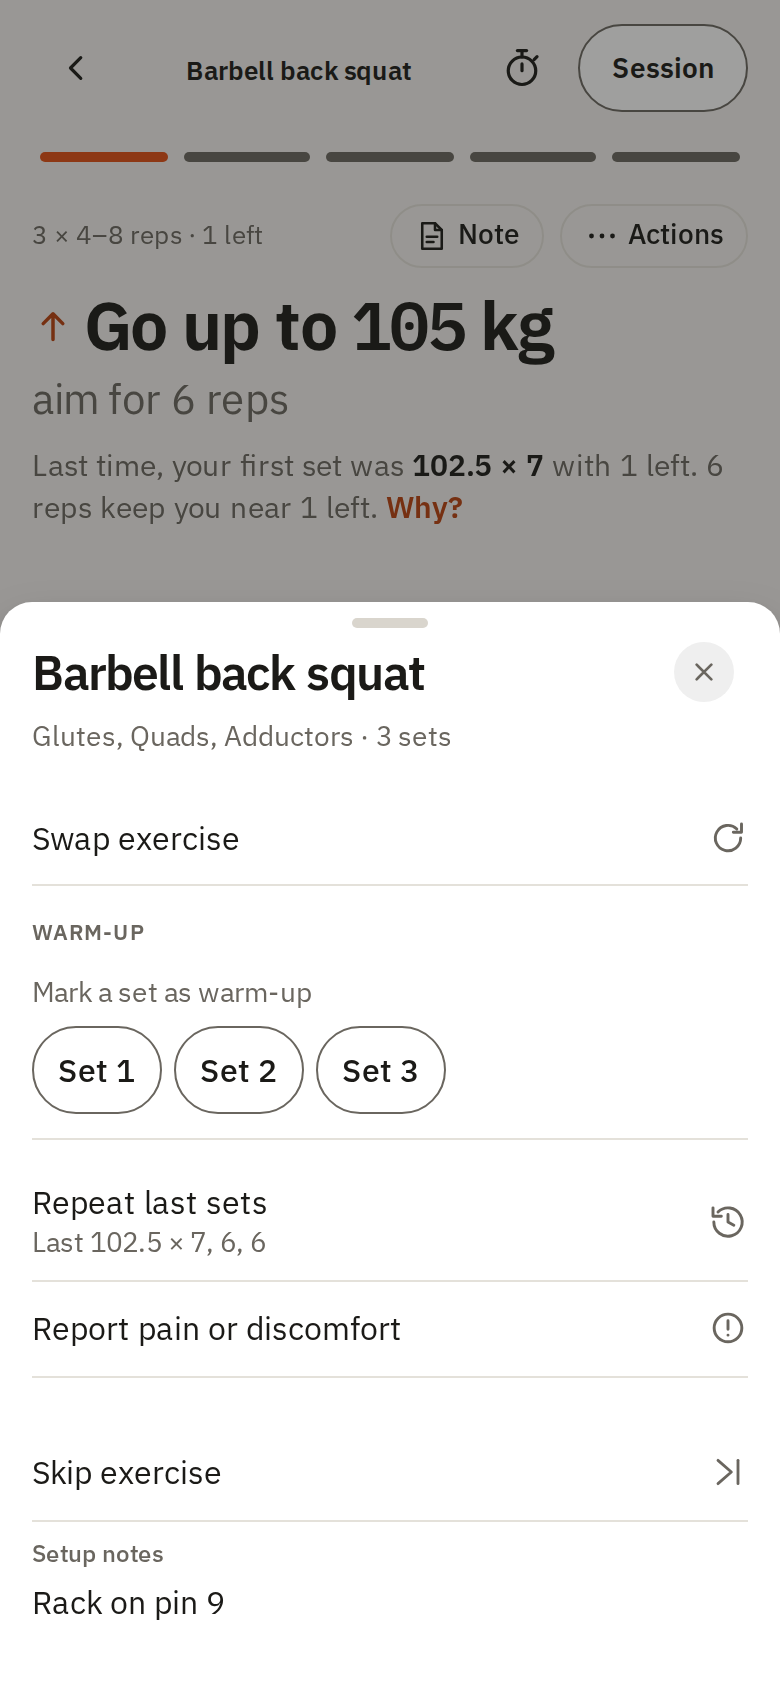 Barbell back squat
Session
3 × 4–8 reps · 1 left
Note
Actions
Go up to 105 kg
aim for 6 reps
Last time, your first set was 102.5 × 7 with 1 left. 6
reps keep you near 1 left. Why?
Barbell back squat
Glutes, Quads, Adductors · 3 sets
Swap exercise
WARM-UP
Mark a set as warm-up
Set 1
Set 2
Set 3
Repeat last sets
Last 102.5 × 7, 6, 6
Report pain or discomfort
Skip exercise
Setup notes
Rack on pin 9